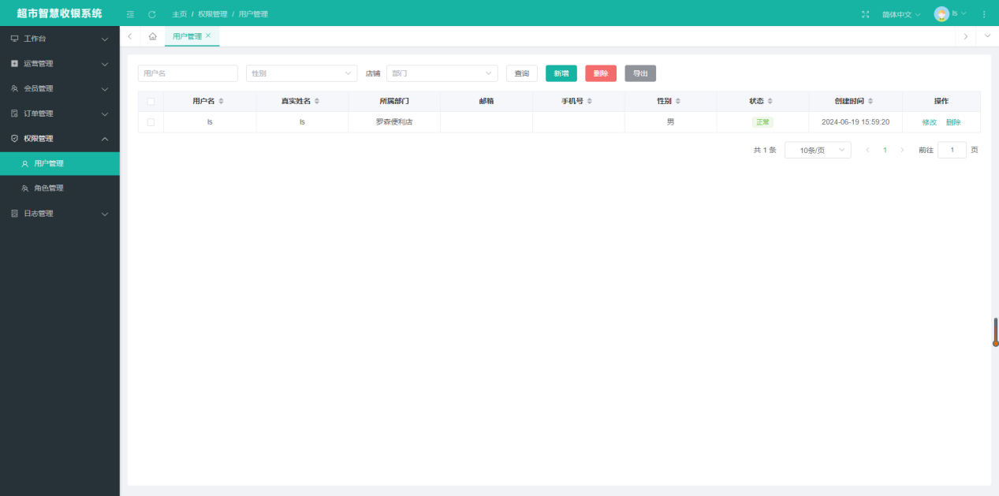 超市智慧收银系统
主页 / 权限管理 / 用户管理
简体中文
ls
工作台
运营管理
会员管理
订单管理
权限管理
用户管理
角色管理
日志管理
用户管理
用户名 性别 店铺 部门 查询 新增 删除 导出
用户名 真实姓名 所属部门 邮箱 手机号 性别 状态 创建时间 操作
ls ls 罗森便利店 男 正常 2024-06-19 15:59:20 修改 删除
共 1 条 10条/页 1 前往 1 页